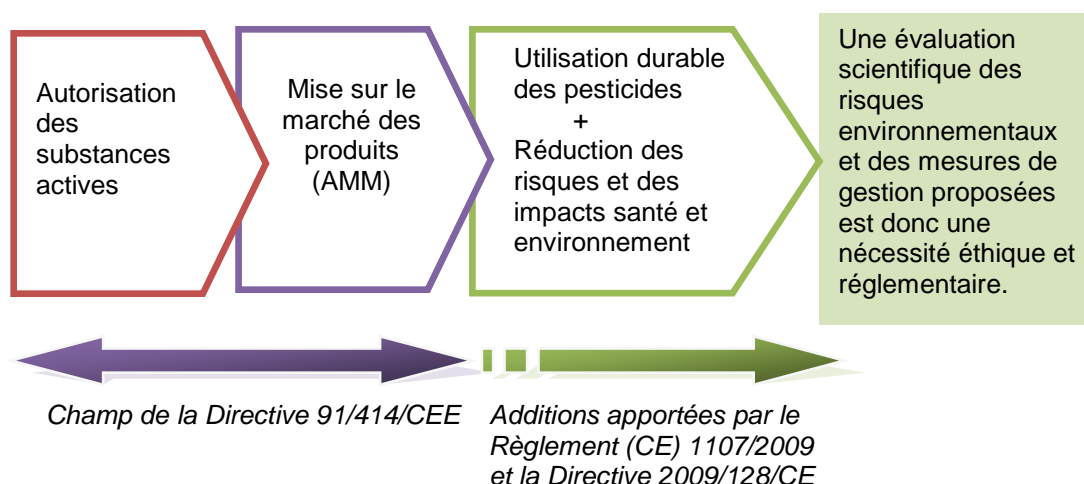 Autorisation
des
substances
actives
Mise sur le
marché des
produits
(AMM)
Utilisation durable
des pesticides
+
Réduction des
risques et des
impacts santé et
environnement
Une évaluation
scientifique des
risques
environnementaux
et des mesures de
gestion proposées
est donc une
nécessité éthique et
réglementaire.
Champ de la Directive 91/414/CEE
Additions apportées par le
Règlement (CE) 1107/2009
et la Directive 2009/128/CE